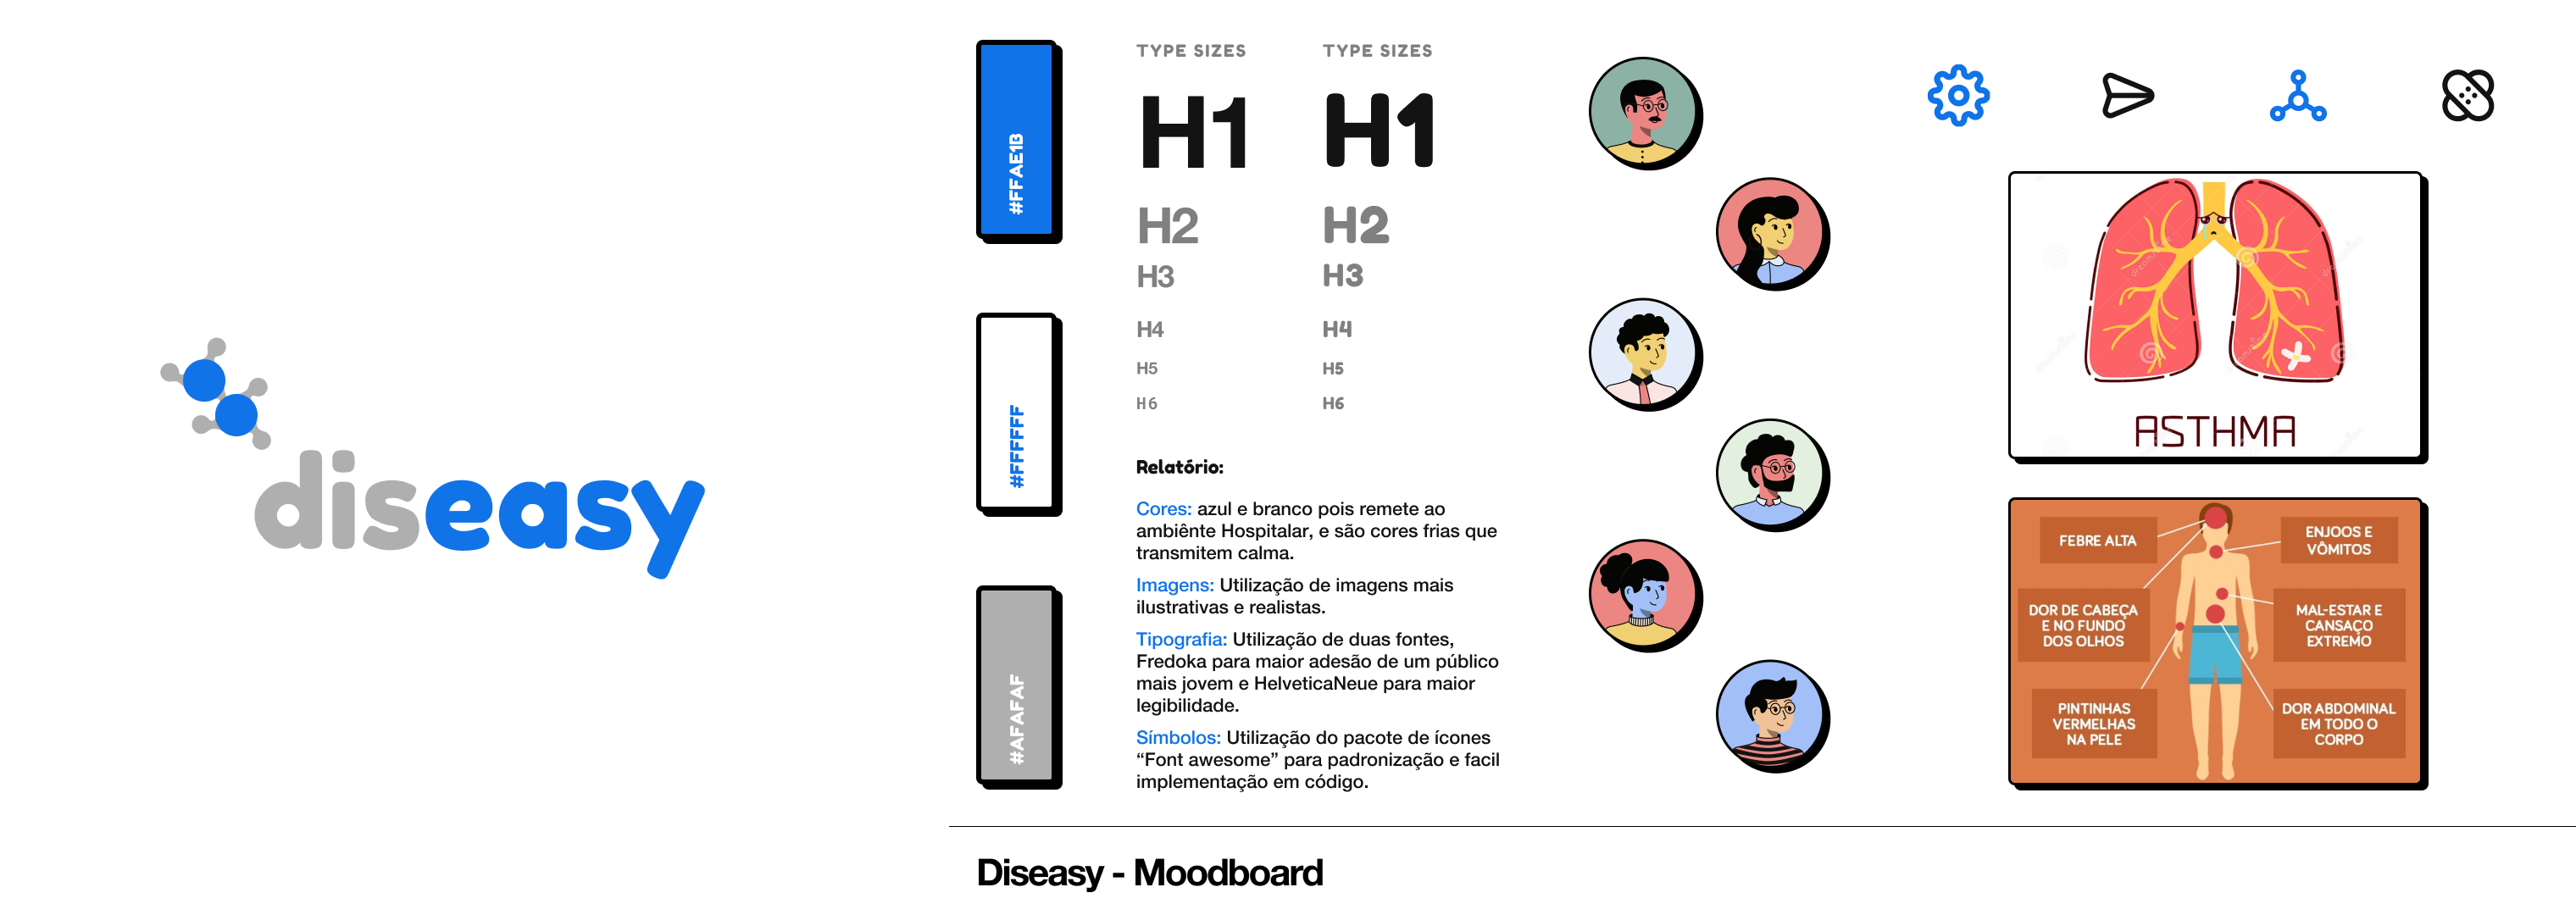 diseasy
#FFAE1B
#FFFFFF
#AFAFAF
TYPE SIZES
H1
H2
H3
H4
H5
H6
TYPE SIZES
H1
H2
H3
H4
H5
H6
Relatório:
Cores: azul e branco pois remete ao
ambiênte Hospitalar, e são cores frias que
transmitem calma.
Imagens: Utilização de imagens mais
ilustrativas e realistas.
Tipografia: Utilização de duas fontes,
Fredoka para maior adesão de um público
mais jovem e HelveticaNeue para maior
legibilidade.
Símbolos: Utilização do pacote de ícones
“Font awesome” para padronização e facil
implementação em código.
ASTHMA
FEBRE ALTA
DOR DE CABEÇA
E NO FUNDO
DOS OLHOS
PINTINHAS
VERMELHAS
NA PELE
ENJOOS E
VÔMITOS
MAL-ESTAR E
CANSAÇO
EXTREMO
DOR ABDOMINAL
EM TODO O
CORPO
Diseasy - Moodboard